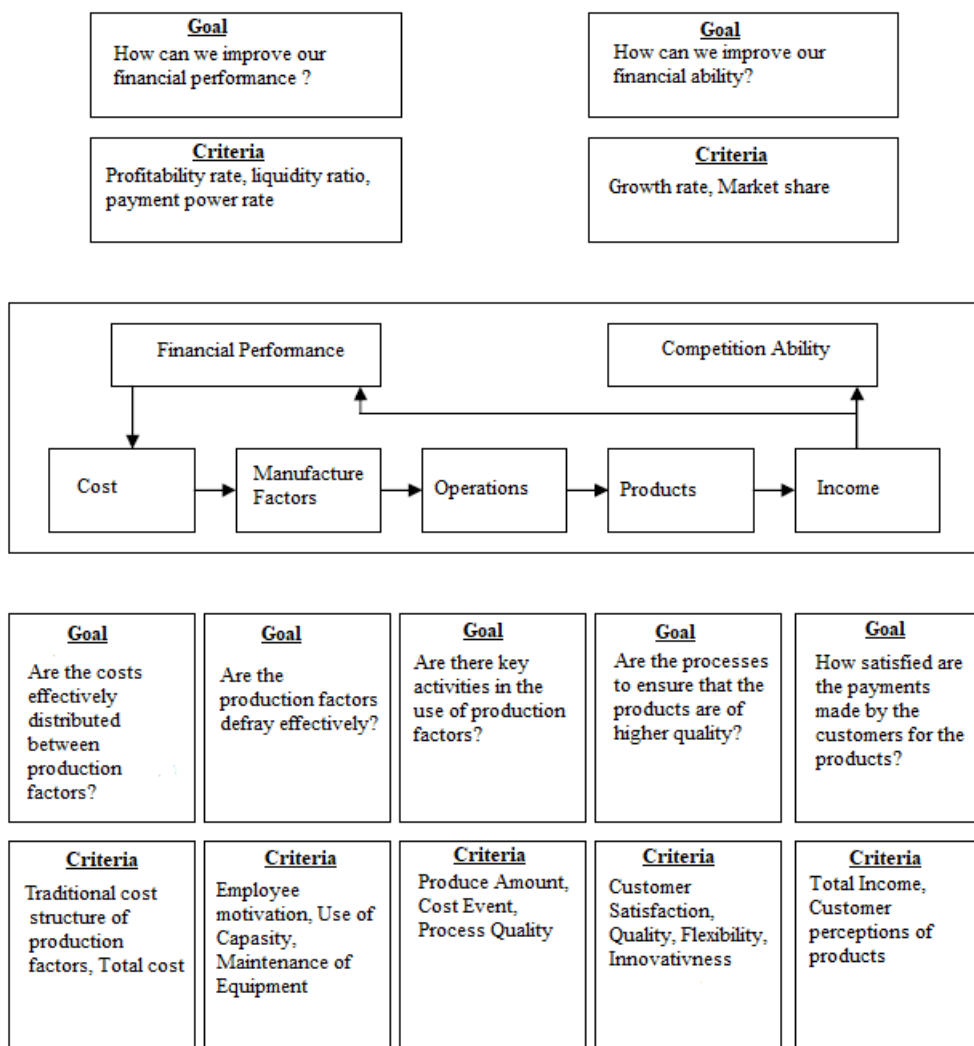 Goal
How can we improve our
financial performance ?
Goal
How can we improve our
financial ability?
Criteria
Profitability rate, liquidity ratio,
payment power rate
Criteria
Growth rate, Market share
Financial Performance
Competition Ability
Cost
Manufacture
Factors
Operations
Products
Income
Goal
Are the costs
effectively
distributed
between
production
factors?
Goal
Are the
production factors
defray effectively?
Goal
Are there key
activities in the
use of production
factors?
Goal
Are the processes
to ensure that the
products are of
higher quality?
Goal
How satisfied are
the payments
made by the
customers for the
products?
Criteria
Traditional cost
structure of
production
factors, Total cost
Criteria
Employee
motivation, Use of
Capasity,
Maintenance of
Equipment
Criteria
Produce Amount,
Cost Event,
Process Quality
Criteria
Customer
Satisfaction,
Quality, Flexibility,
Innovativness
Criteria
Total Income,
Customer
perceptions of
products